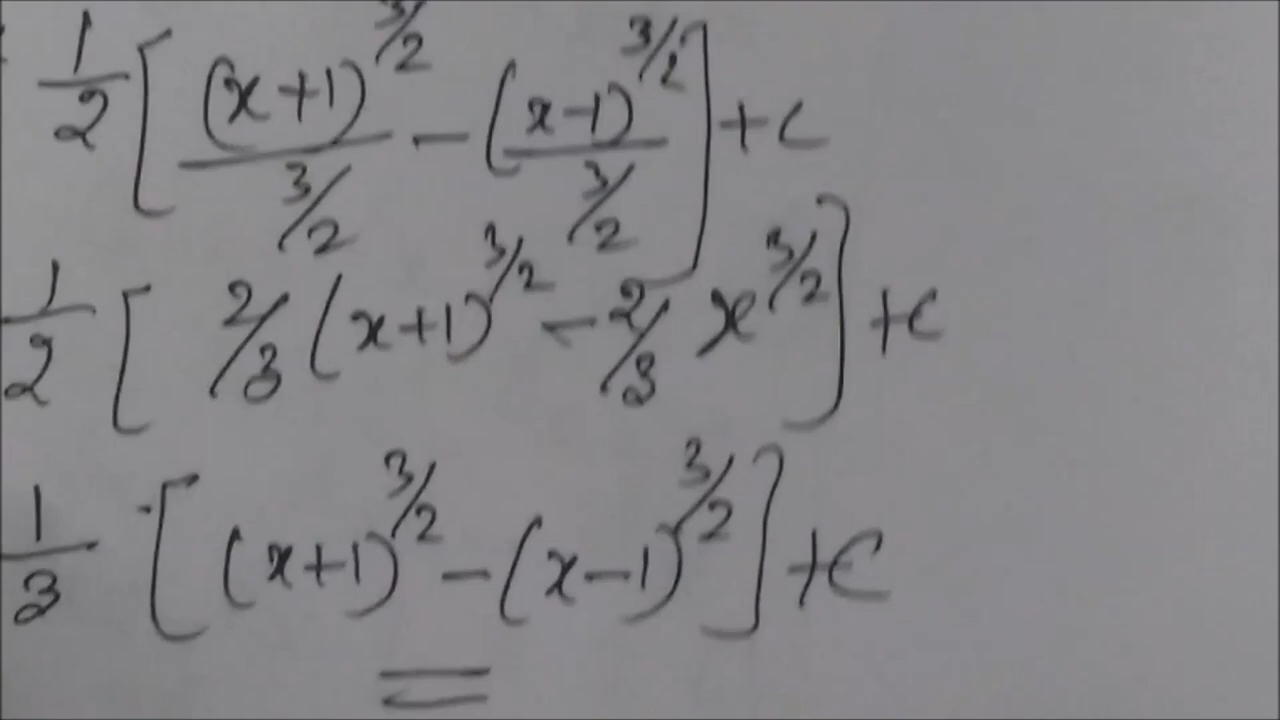 1/2 [ (x+1)^3/2 / 3/2 - (x-1)^3/2 / 3/2 ] + c
1/2 [ 2/3 (x+1)^3/2 - 2/3 x^3/2 ] + c
1/3 [ (x+1)^3/2 - (x-1)^3/2 ] + C